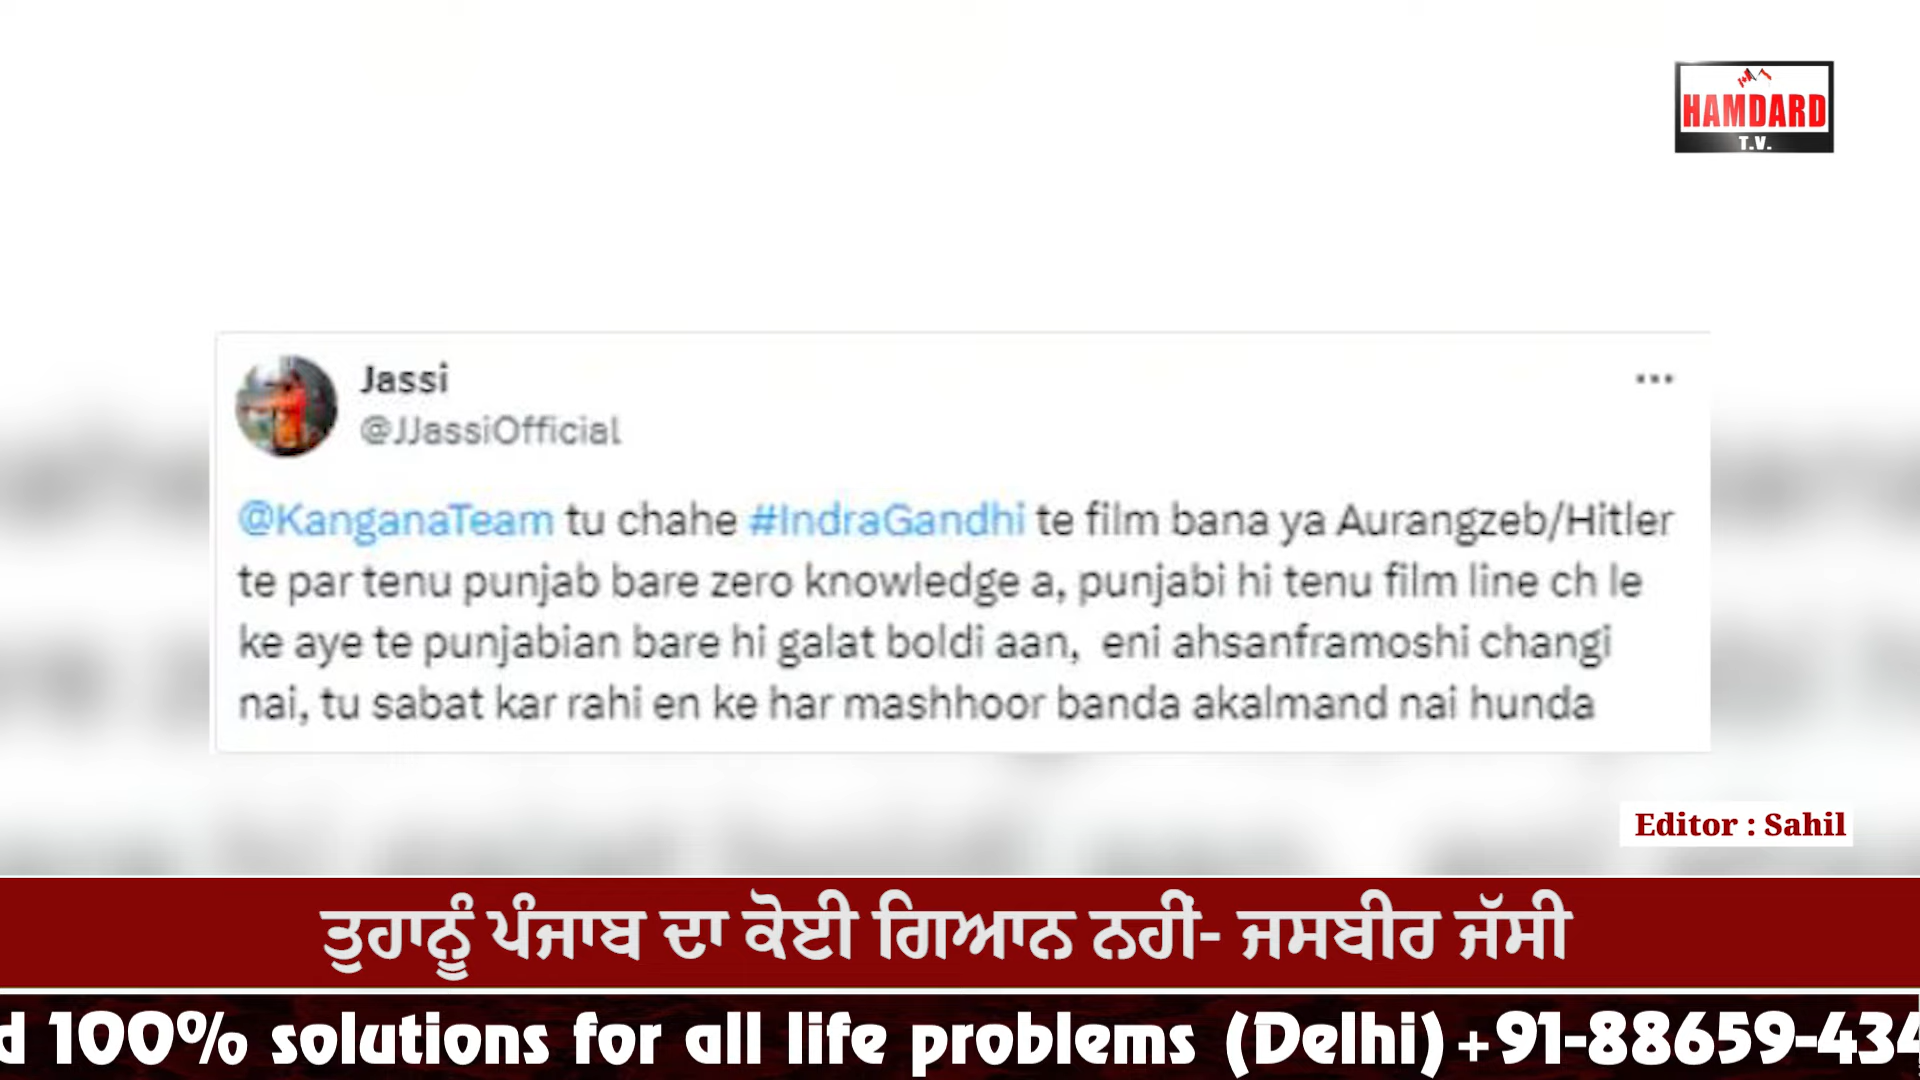 HAMDARD
T.V.
Jassi
@JJassiOfficial
@KanganaTeam tu chahe #IndraGandhi te film bana ya Aurangzeb/Hitler
te par tenu punjab bare zero knowledge a, punjabi hi tenu film line ch le
ke aye te punjabian bare hi galat boldi aan, eni ahsanframoshi changi
nai, tu sabat kar rahi en ke har mashhoor banda akalmand nai hunda
Editor : Sahil
ਤੁਹਾਨੂੰ ਪੰਜਾਬ ਦਾ ਕੋਈ ਗਿਆਨ ਨਹੀਂ- ਜਸਬੀਰ ਜੱਸੀ
d 100% solutions for all life problems (Delhi) +91-88659-434